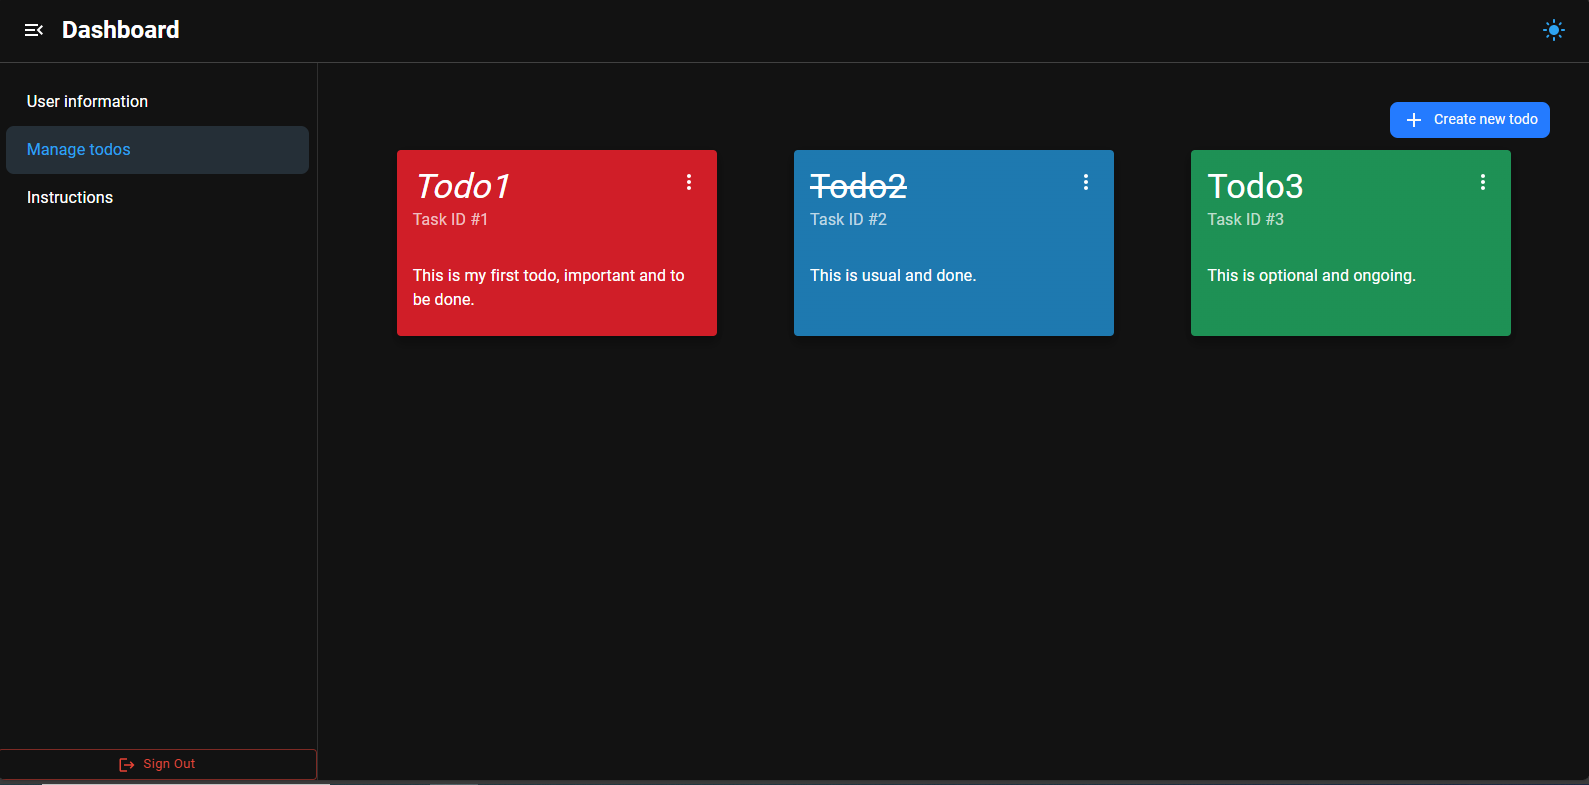 Dashboard
User information
Manage todos
Instructions
Create new todo
Todo1
Task ID #1
This is my first todo, important and to
be done.
Todo2
Task ID #2
This is usual and done.
Todo3
Task ID #3
This is optional and ongoing.
Sign Out